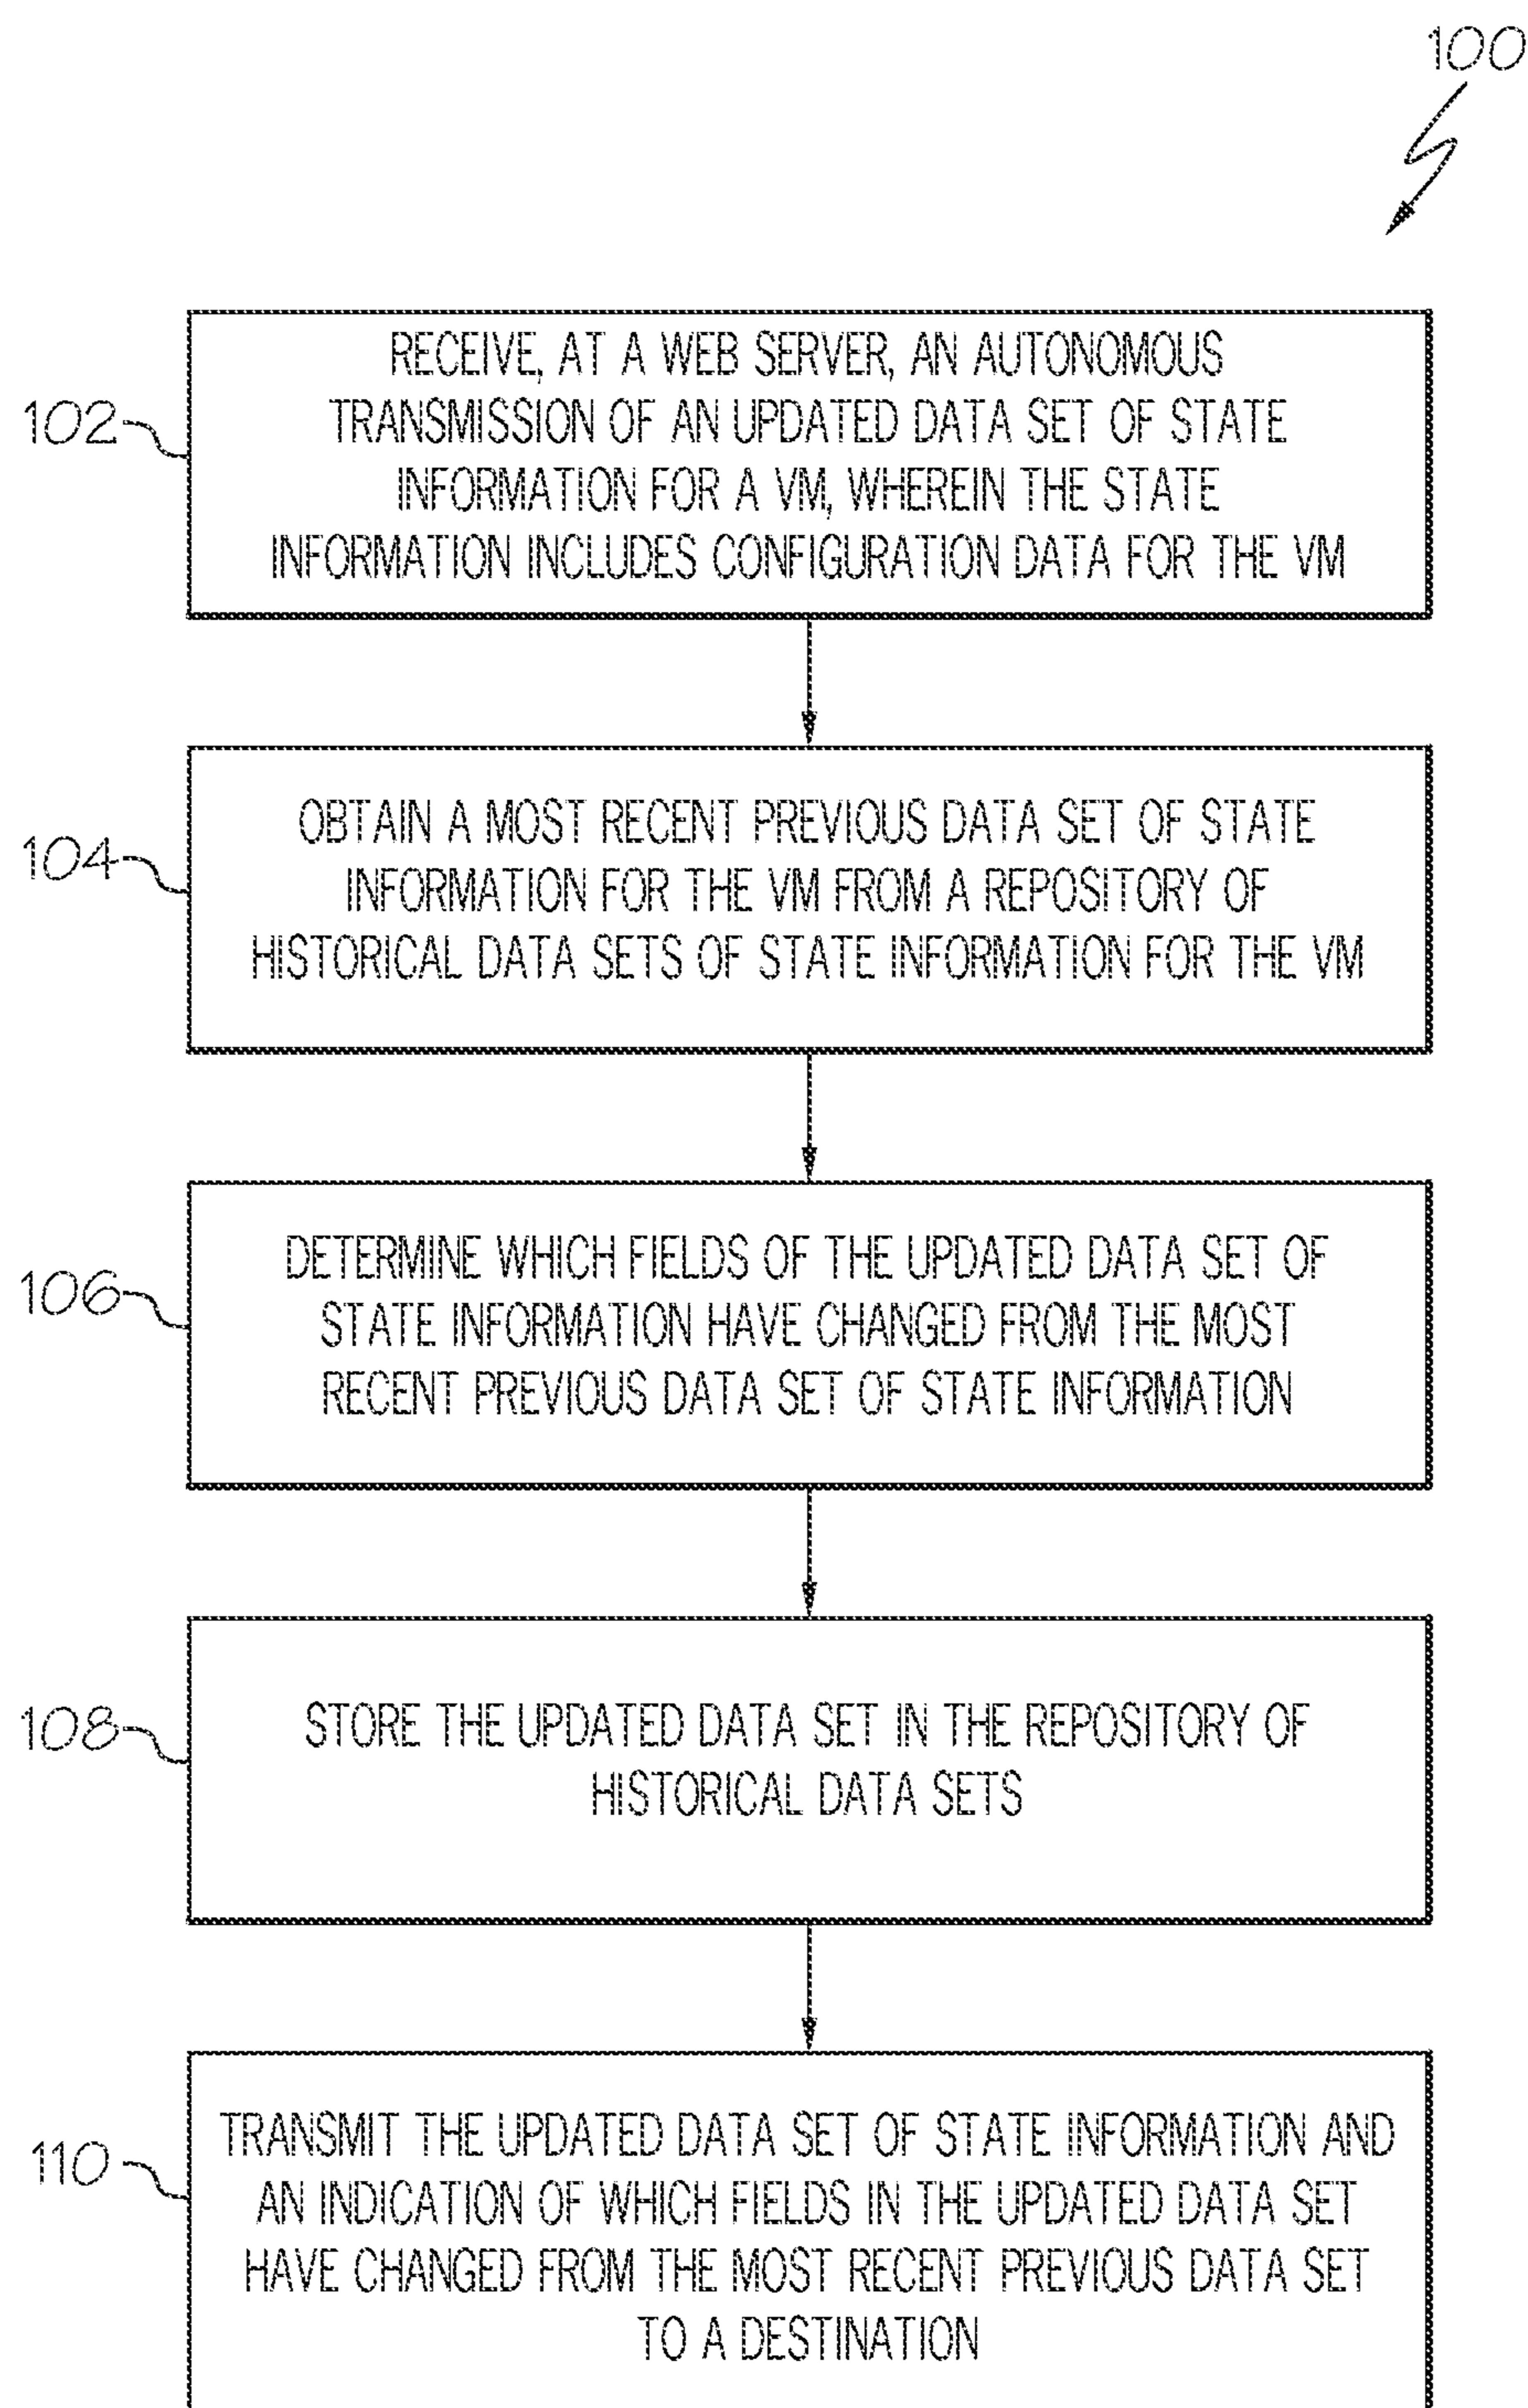 100
102
RECEIVE, AT A WEB SERVER, AN AUTONOMOUS
TRANSMISSION OF AN UPDATED DATA SET OF STATE
INFORMATION FOR A VM, WHEREIN THE STATE
INFORMATION INCLUDES CONFIGURATION DATA FOR THE VM
104
OBTAIN A MOST RECENT PREVIOUS DATA SET OF STATE
INFORMATION FOR THE VM FROM A REPOSITORY OF
HISTORICAL DATA SETS OF STATE INFORMATION FOR THE VM
106
DETERMINE WHICH FIELDS OF THE UPDATED DATA SET OF
STATE INFORMATION HAVE CHANGED FROM THE MOST
RECENT PREVIOUS DATA SET OF STATE INFORMATION
108
STORE THE UPDATED DATA SET IN THE REPOSITORY OF
HISTORICAL DATA SETS
110
TRANSMIT THE UPDATED DATA SET OF STATE INFORMATION AND
AN INDICATION OF WHICH FIELDS IN THE UPDATED DATA SET
HAVE CHANGED FROM THE MOST RECENT PREVIOUS DATA SET
TO A DESTINATION